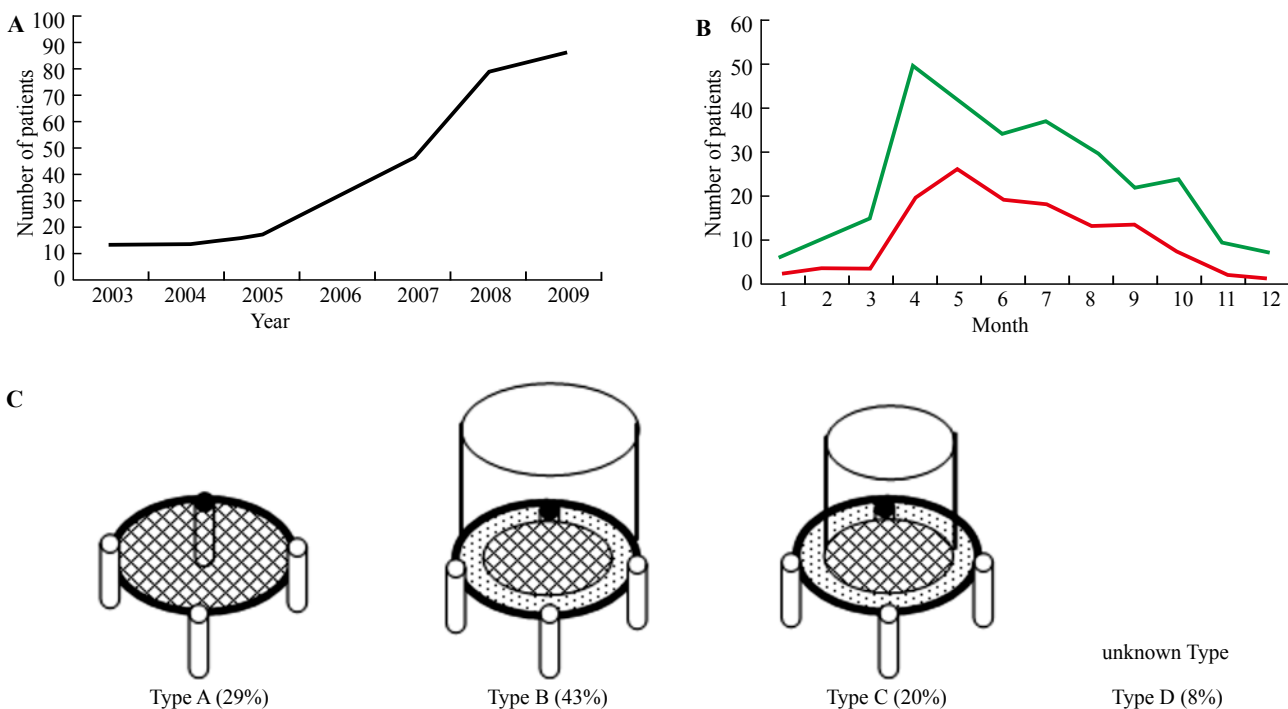 A
Number of patients
100
90
80
70
60
50
40
30
20
10
0
2003 2004 2005 2006 2007 2008 2009
Year
B
Number of patients
60
50
40
30
20
10
0
1 2 3 4 5 6 7 8 9 10 11 12
Month
C
unknown Type
Type A (29%) Type B (43%) Type C (20%) Type D (8%)